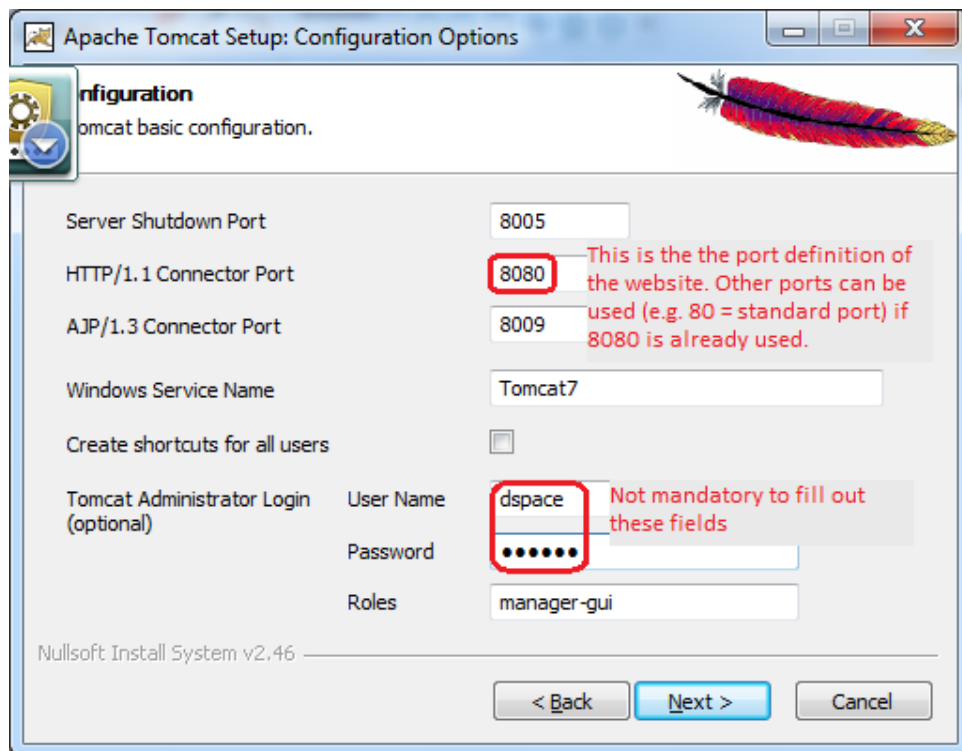 Apache Tomcat Setup: Configuration Options
nfiguration
omcat basic configuration.
Server Shutdown Port
8005
HTTP/1.1 Connector Port
8080
This is the the port definition of
the website. Other ports can be
used (e.g. 80 = standard port) if
8080 is already used.
AJP/1.3 Connector Port
8009
Windows Service Name
Tomcat7
Create shortcuts for all users
Tomcat Administrator Login
(optional)
User Name
dspace
Not mandatory to fill out
these fields
Password
●●●●●●
Roles
manager-gui
Nullsoft Install System v2.46
< Back
Next >
Cancel